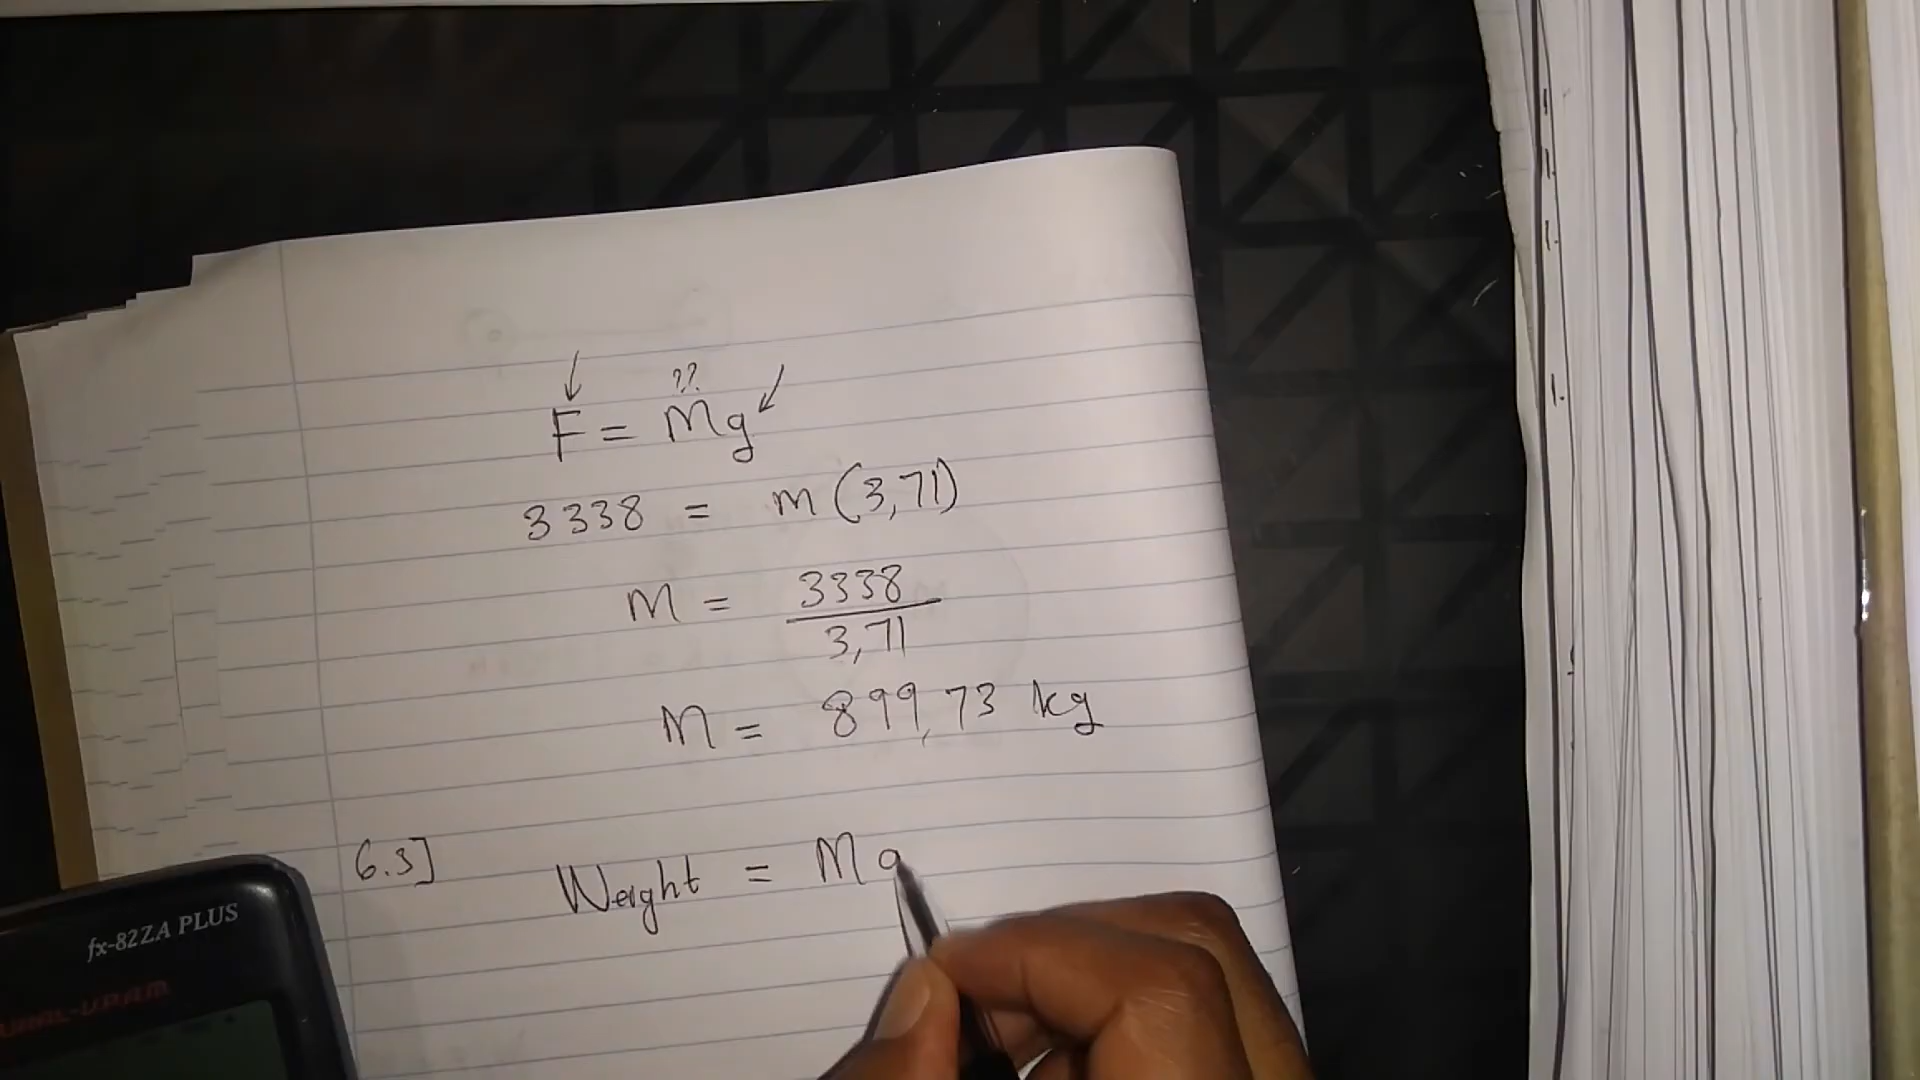 ??
F = Mg
3338 = m (3,71)
M = 3338
3,71
M = 899,73 kg
6.3] Weight = Mg
fx-82ZA PLUS